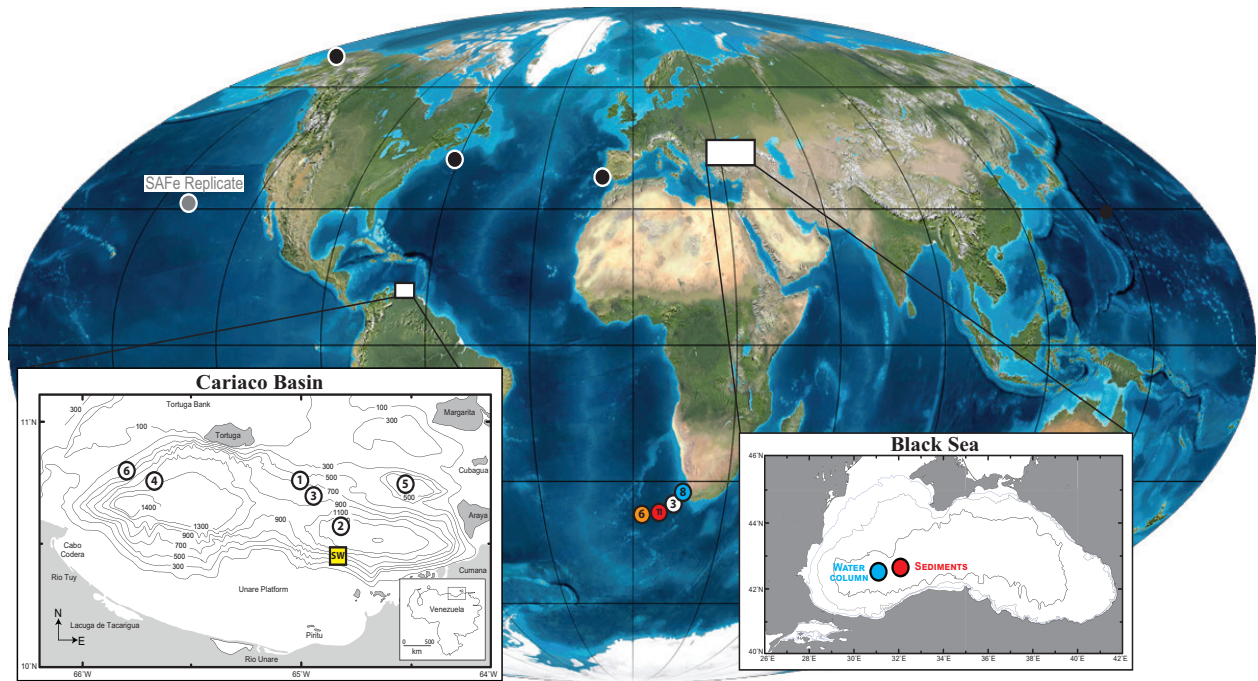 SAFe Replicate
8
3
11
6
Cariaco Basin
11°N
10°N
66°W
65°W
64°W
300
Tortuga Bank
100
300
Margarita
100
Tortuga
Cubagua
300
500
700
900
1100
500
6
4
1
3
5
2
1400
900
1300
900
700
500
300
SW
Araya
Cumana
Cabo
Codera
Rio Tuy
Unare Platform
Lacuga de Tacarigua
Piritu
Rio Unare
N
E
Venezuela
0 500
km
Black Sea
46°N
44°N
42°N
40°N
26°E
28°E
30°E
32°E
34°E
36°E
38°E
40°E
42°E
WATER
COLUMN
SEDIMENTS